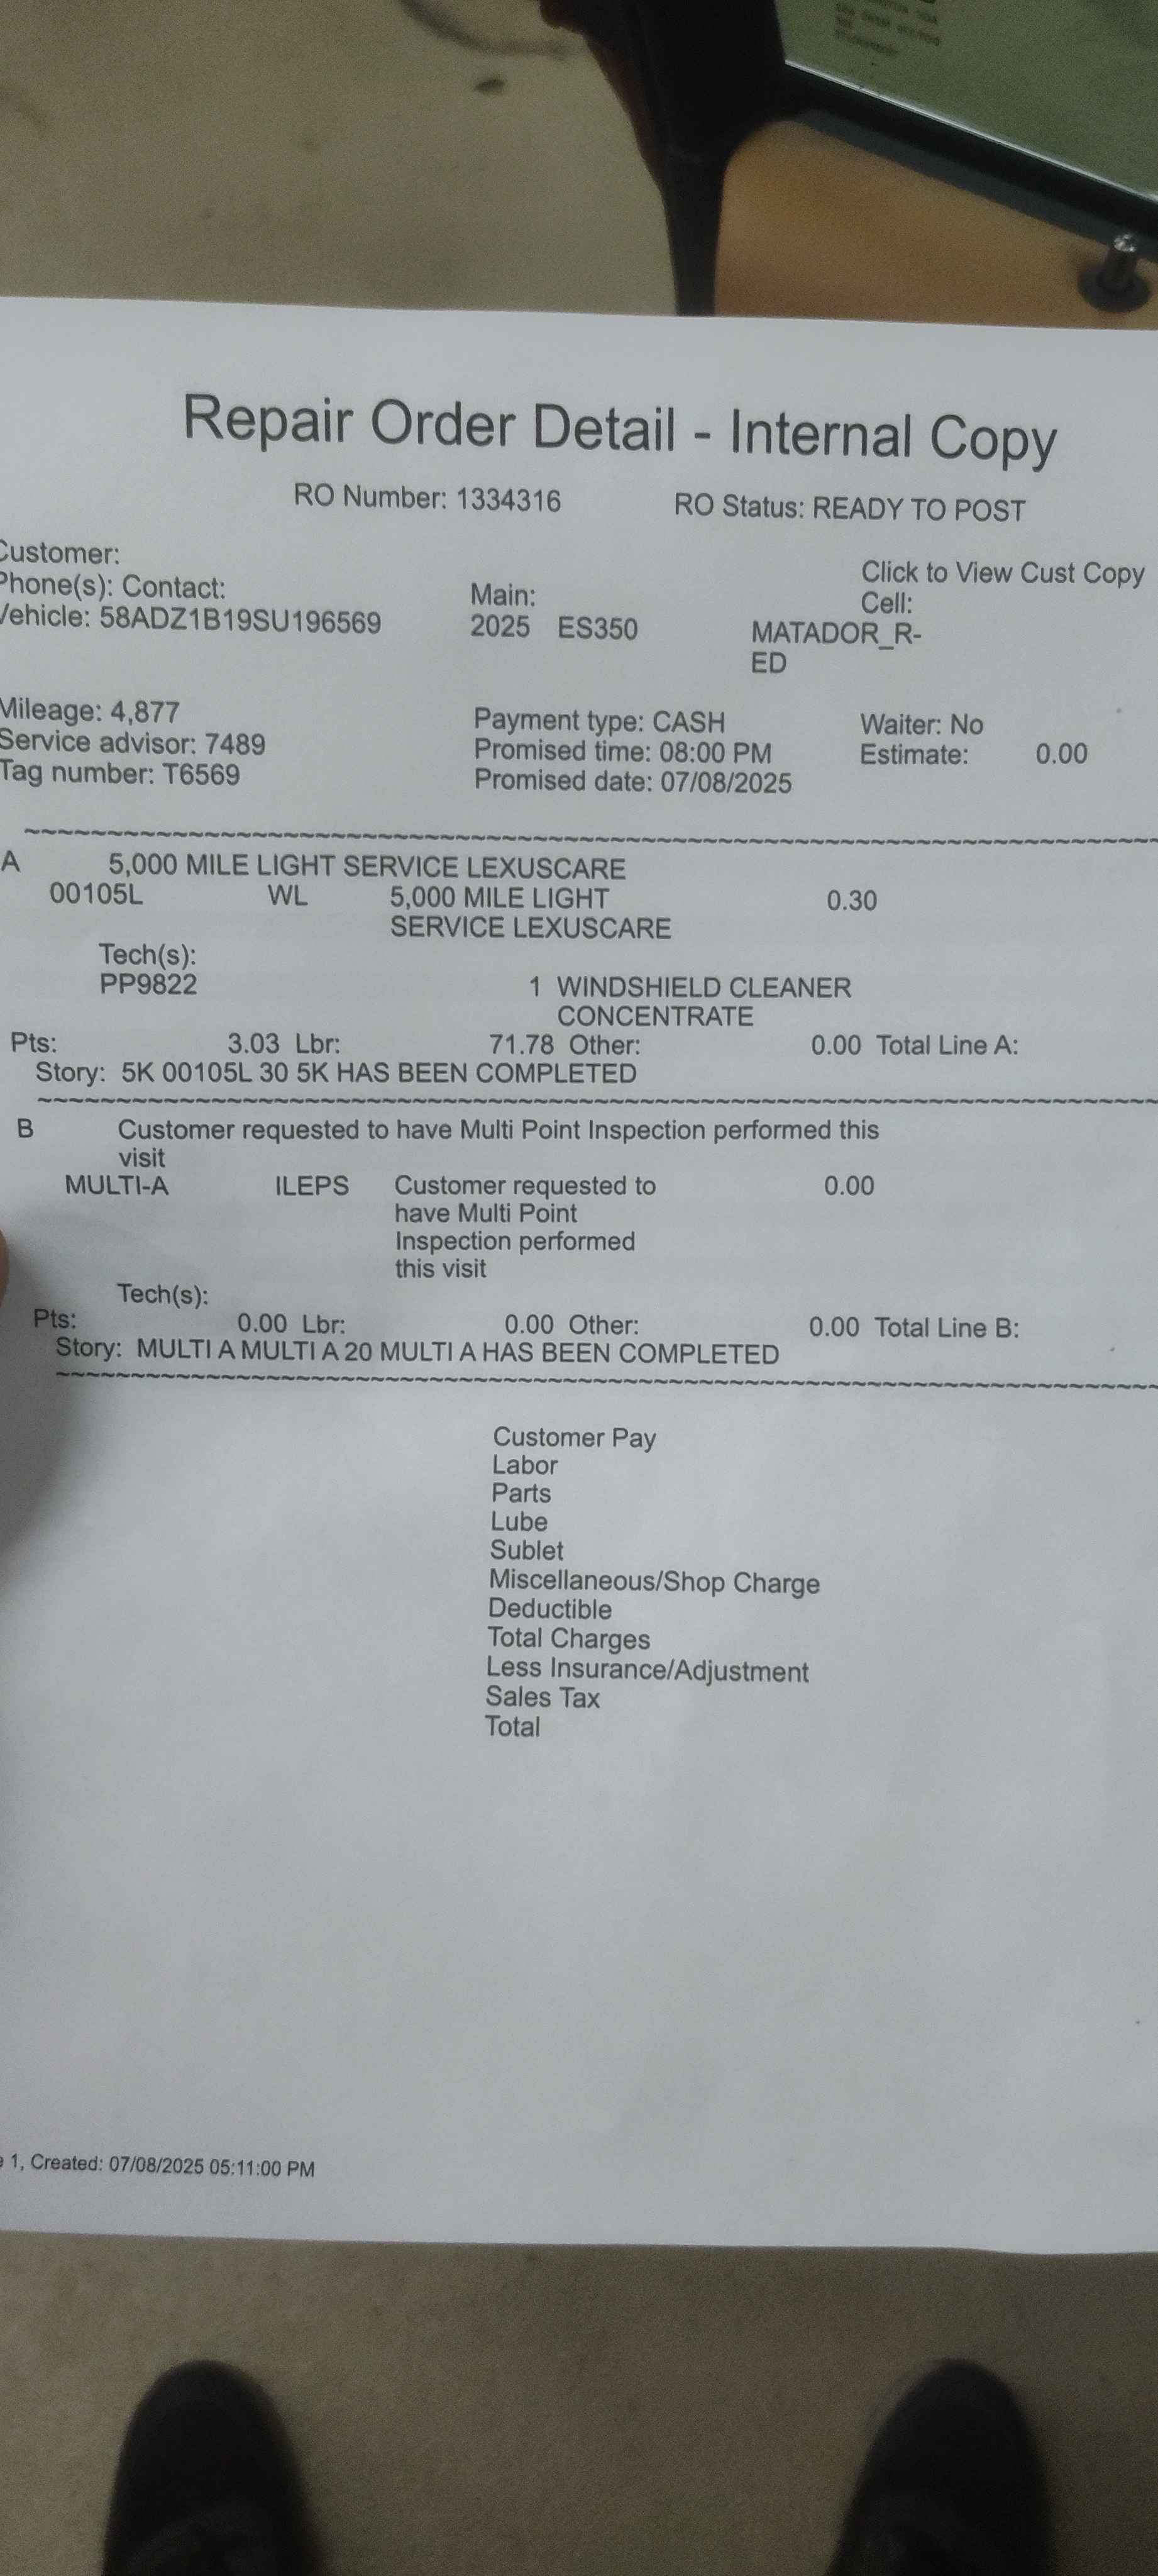 Repair Order Detail - Internal Copy
RO Number: 1334316 RO Status: READY TO POST
Customer: Click to View Cust Copy
Phone(s): Contact: Main: Cell:
Vehicle: 58ADZ1B19SU196569 2025 ES350 MATADOR_R-
ED
Mileage: 4,877 Payment type: CASH Waiter: No
Service advisor: 7489 Promised time: 08:00 PM Estimate: 0.00
Tag number: T6569 Promised date: 07/08/2025
A 5,000 MILE LIGHT SERVICE LEXUSCARE
00105L WL 5,000 MILE LIGHT 0.30
SERVICE LEXUSCARE
Tech(s):
PP9822 1 WINDSHIELD CLEANER
CONCENTRATE
Pts: 3.03 Lbr: 71.78 Other: 0.00 Total Line A:
Story: 5K 00105L 30 5K HAS BEEN COMPLETED
B Customer requested to have Multi Point Inspection performed this
visit
MULTI-A ILEPS Customer requested to 0.00
have Multi Point
Inspection performed
this visit
Tech(s):
Pts: 0.00 Lbr: 0.00 Other: 0.00 Total Line B:
Story: MULTI A MULTI A 20 MULTI A HAS BEEN COMPLETED
Customer Pay
Labor
Parts
Lube
Sublet
Miscellaneous/Shop Charge
Deductible
Total Charges
Less Insurance/Adjustment
Sales Tax
Total
1, Created: 07/08/2025 05:11:00 PM